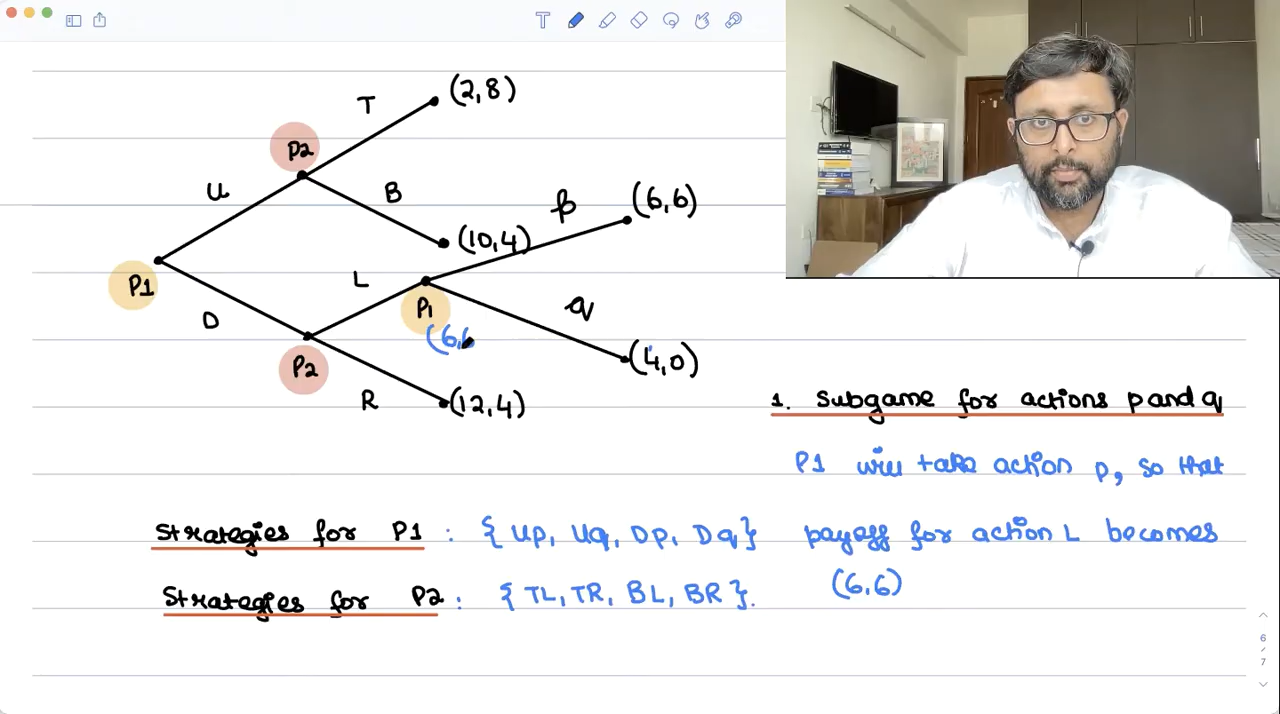 T
(2,8)
P2
U
B
(10,4)
p
(6,6)
P1
L
P1
q
D
(6,6
(4,0)
P2
R
(12,4)
1. Subgame for actions p and q
P1 will take action p, so that
payoff for action L becomes
(6,6)
Strategies for P1 : { Up, Uq, Dp, Dq}
Strategies for P2 : { TL, TR, BL, BR }.
6
/
7